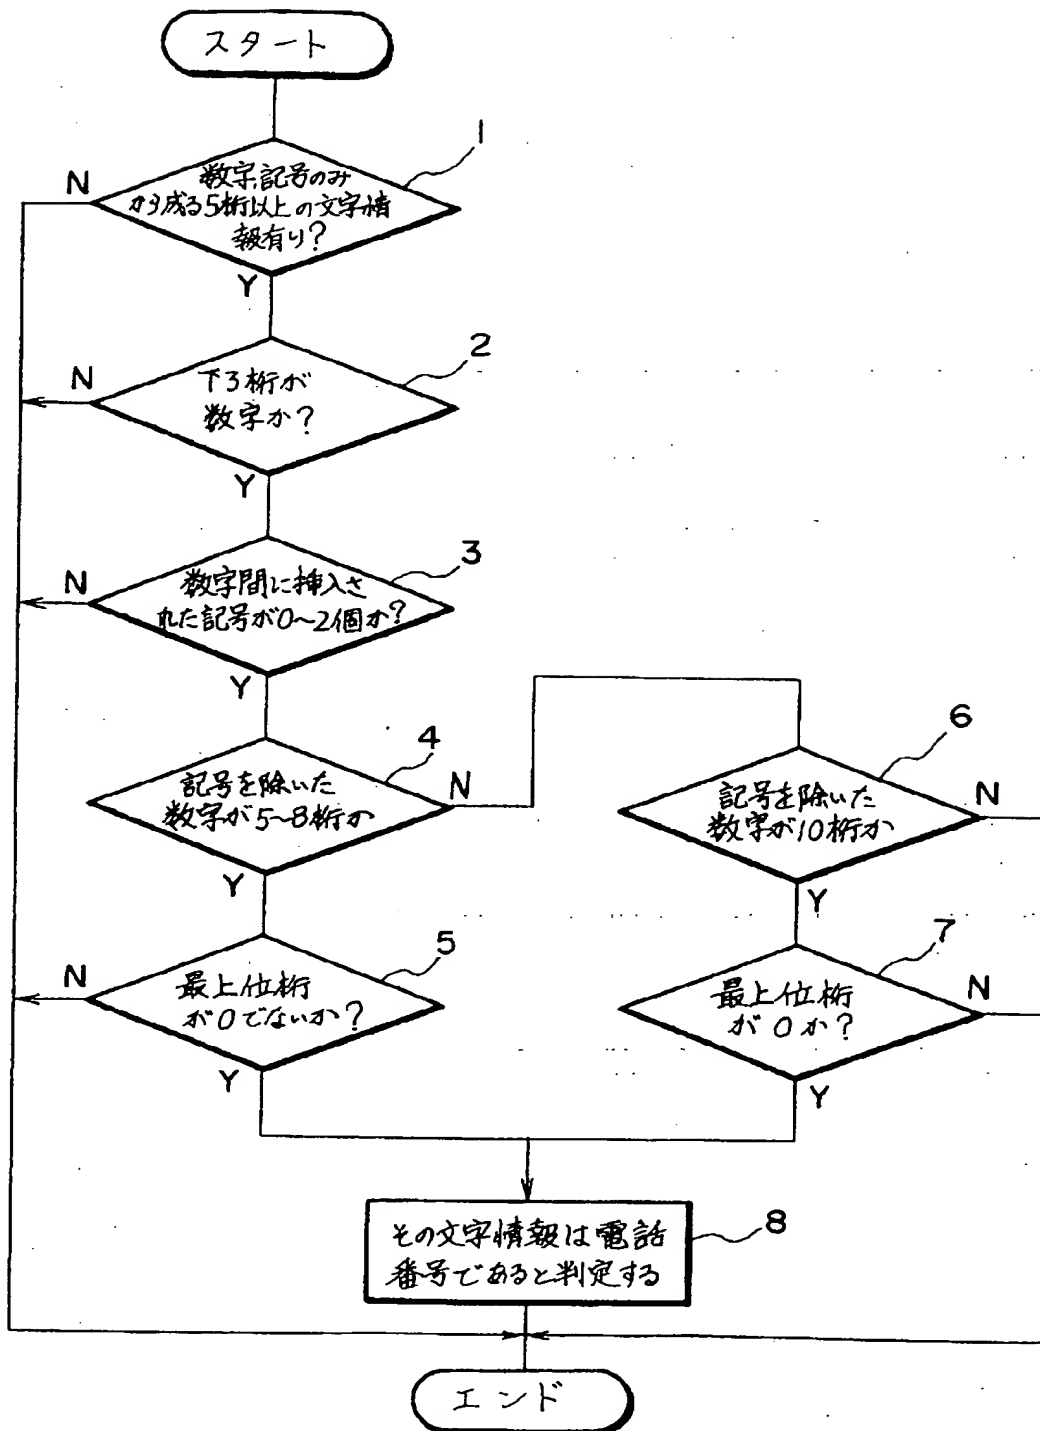 スタート
1
N
数字,記号のみ
から成る5桁以上の文字情
報有り?
Y
2
N
下3桁が
数字か?
Y
3
N
数字間に挿入さ
れた記号が0~2個か?
Y
4
N
記号を除いた
数字が5~8桁か
Y
6
N
記号を除いた
数字が10桁か
Y
5
N
最上位桁
が0でないか?
Y
7
N
最上位桁
が0か?
Y
8
その文字情報は電話
番号であると判定する
エンド